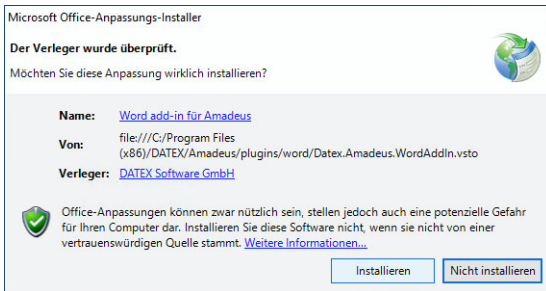 Microsoft Office-Anpassungs-Installer
Der Verleger wurde überprüft.
Möchten Sie diese Anpassung wirklich installieren?
Name: Word add-in für Amadeus
Von: file:///C:/Program Files
(x86)/DATEX/Amadeus/plugins/word/Datex.Amadeus.WordAddIn.vsto
Verleger: DATEX Software GmbH
Office-Anpassungen können zwar nützlich sein, stellen jedoch auch eine potenzielle Gefahr
für Ihren Computer dar. Installieren Sie diese Software nicht, wenn sie nicht von einer
vertrauenswürdigen Quelle stammt. Weitere Informationen...
Installieren Nicht installieren